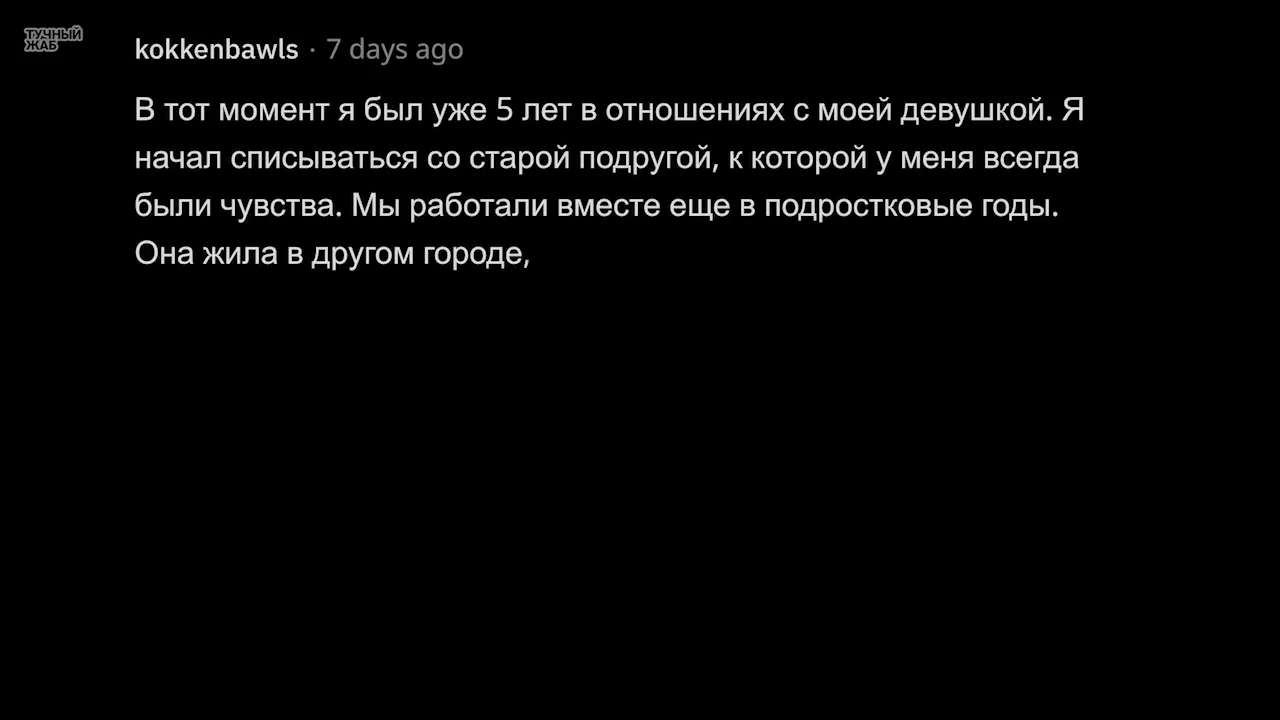 ТУЧНЫЙ
ЖАБ
kokkenbawls · 7 days ago
В тот момент я был уже 5 лет в отношениях с моей девушкой. Я
начал списываться со старой подругой, к которой у меня всегда
были чувства. Мы работали вместе еще в подростковые годы.
Она жила в другом городе,